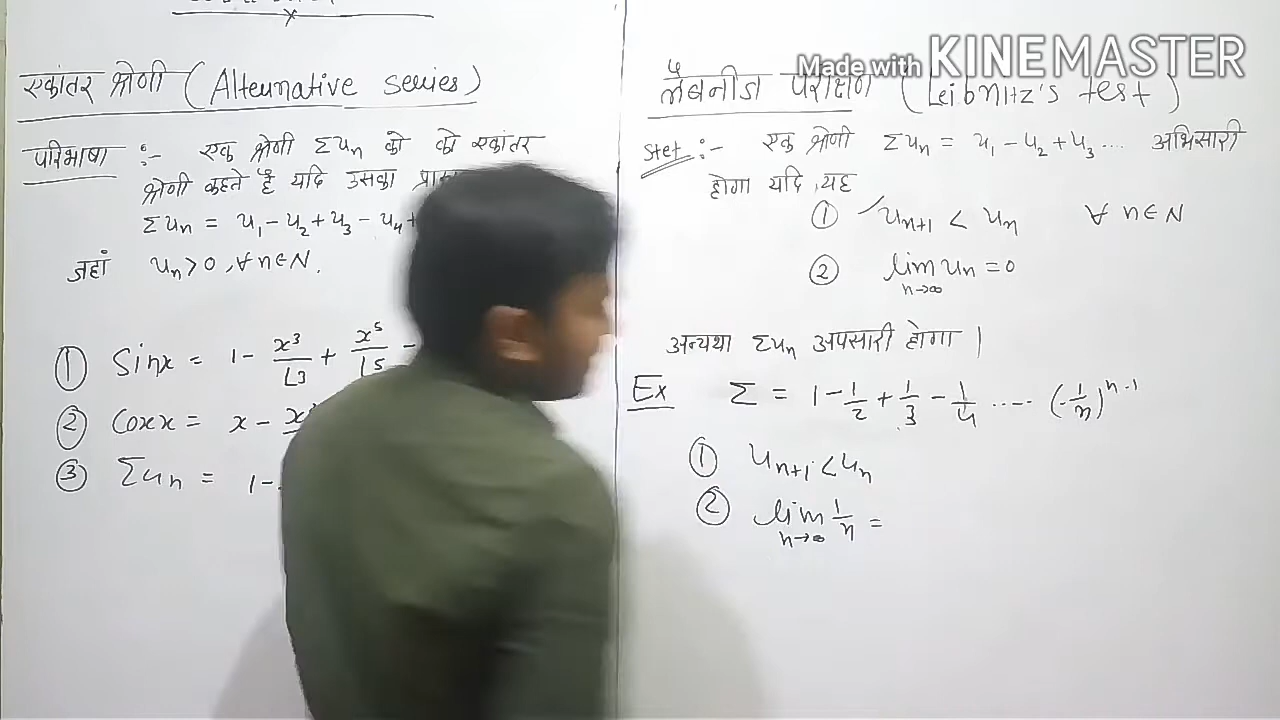 एकांतर श्रेणी (Alternative series)
परिभाषा :- एक श्रेणी Σuₙ को को एकांतर
श्रेणी कहते है यदि उसका
Σuₙ = u₁ - u₂ + u₃ - u₄ +
जहां uₙ > 0, ∀ n ∈ N.
① Sinx = 1 - x³/∟3 + x⁵/∟5 -
② Cosx = x -
③ Σuₙ = 1 -
Made with KINEMASTER
लेबनीज परीक्षण (Leibnitz's test)
Stet :- एक श्रेणी Σuₙ = u₁ - u₂ + u₃ .... अभिसारी
होगा यदि, यह
① uₙ₊₁ < uₙ ∀ n ∈ N
② lim n→∞ uₙ = 0
अन्यथा Σuₙ अपसारी होगा।
Ex Σ = 1 - 1/2 + 1/3 - 1/4 ..... (-1/n)ⁿ⁻¹
① uₙ₊₁ < uₙ
② lim n→∞ 1/n =